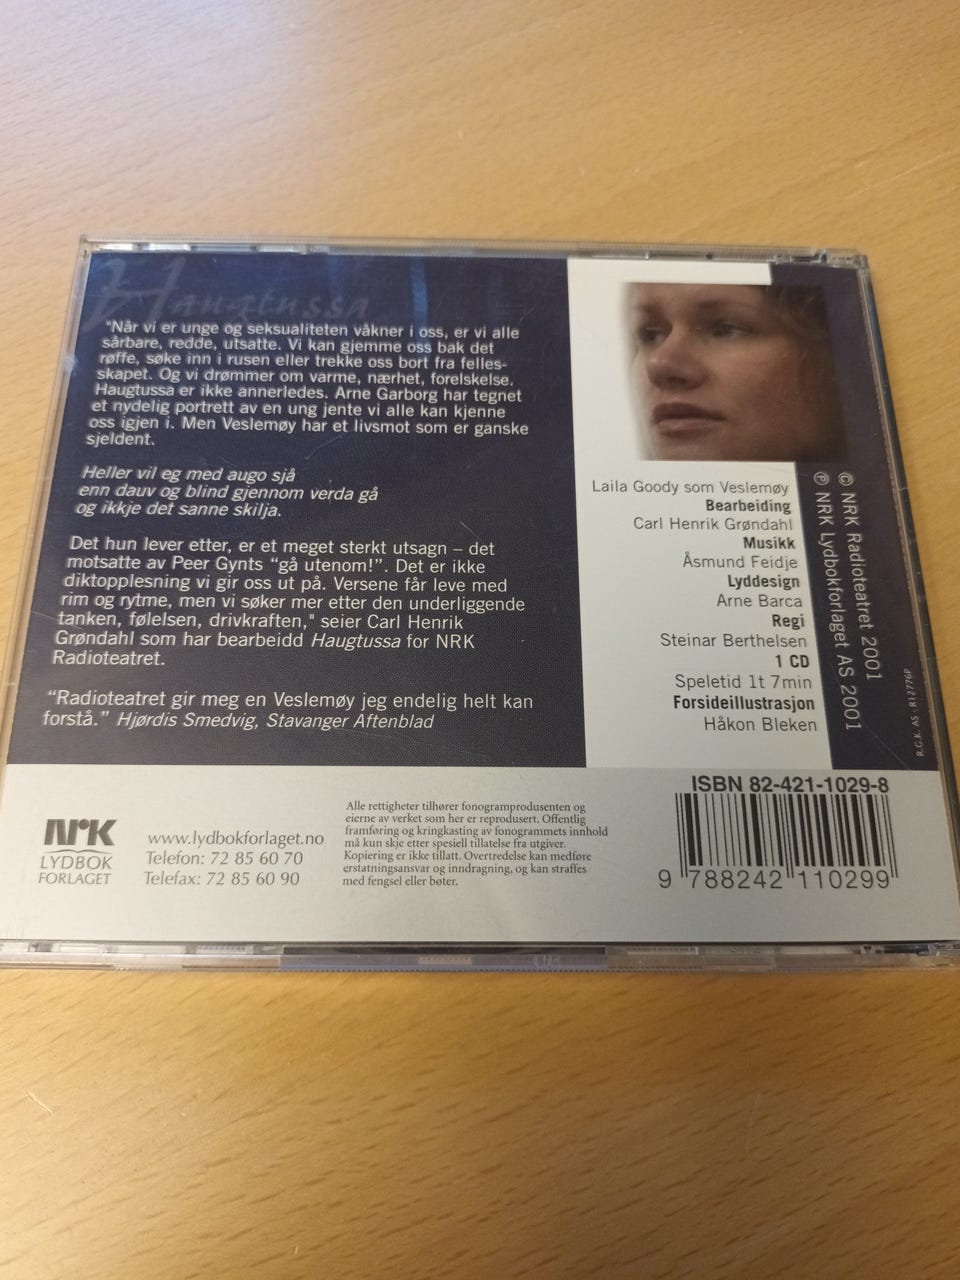 Haugtussa
"Når vi er unge og seksualiteten våkner i oss, er vi alle
sårbare, redde, utsatte. Vi kan gjemme oss bak det
røffe, søke inn i rusen eller trekke oss bort fra felles-
skapet. Og vi drømmer om varme, nærhet, forelskelse.
Haugtussa er ikke annerledes. Arne Garborg har tegnet
et nydelig portrett av en ung jente vi alle kan kjenne
oss igjen i. Men Veslemøy har et livsmot som er ganske
sjeldent.
Heller vil eg med augo sjå
enn dauv og blind gjennom verda gå
og ikkje det sanne skilja.
Det hun lever etter, er et meget sterkt utsagn – det
motsatte av Peer Gynts “gå utenom!”. Det er ikke
diktopplesning vi gir oss ut på. Versene får leve med
rim og rytme, men vi søker mer etter den underliggende
tanken, følelsen, drivkraften," seier Carl Henrik
Grøndahl som har bearbeidd Haugtussa for NRK
Radioteatret.
“Radioteatret gir meg en Veslemøy jeg endelig helt kan
forstå.” Hjørdis Smedvig, Stavanger Aftenblad
Laila Goody som Veslemøy
Bearbeiding
Carl Henrik Grøndahl
Musikk
Åsmund Feidje
Lyddesign
Arne Barca
Regi
Steinar Berthelsen
1 CD
Speletid 1t 7min
Forsideillustrasjon
Håkon Bleken
© NRK Radioteatret 2001
℗ NRK Lydbokforlaget AS 2001
R.G.K. AS - R12776P
NRK
LYDBOK
FORLAGET
www.lydbokforlaget.no
Telefon: 72 85 60 70
Telefax: 72 85 60 90
Alle rettigheter tilhører fonogramprodusenten og
eierne av verket som her er reprodusert. Offentlig
framføring og kringkasting av fonogrammets innhold
må kun skje etter spesiell tillatelse fra utgiver.
Kopiering er ikke tillatt. Overtredelse kan medføre
erstatningsansvar og inndragning, og kan straffes
med fengsel eller bøter.
ISBN 82-421-1029-8
9 788242 110299